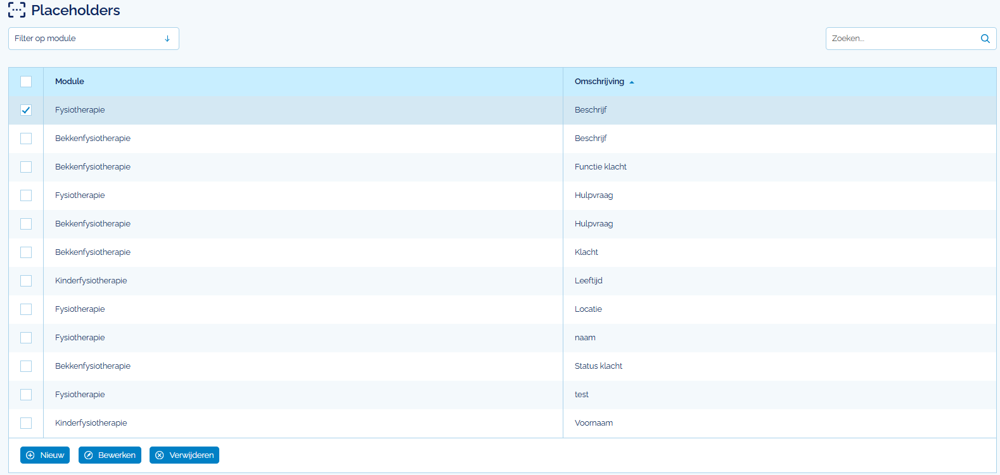 Placeholders
Filter op module
Zoeken...
Module Omschrijving
Fysiotherapie Beschrijf
Bekkenfysiotherapie Beschrijf
Bekkenfysiotherapie Functie klacht
Fysiotherapie Hulpvraag
Bekkenfysiotherapie Hulpvraag
Bekkenfysiotherapie Klacht
Kinderfysiotherapie Leeftijd
Fysiotherapie Locatie
Fysiotherapie naam
Bekkenfysiotherapie Status klacht
Fysiotherapie test
Kinderfysiotherapie Voornaam
Nieuw Bewerken Verwijderen